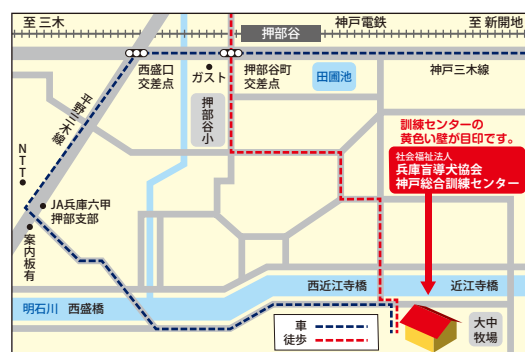 至 三木
神戸電鉄
至 新開地
押部谷
西盛口
交差点
ガスト
押部谷町
交差点
田圃池
神戸三木線
平野三木線
押部谷小
訓練センターの
黄色い壁が目印です。
社会福祉法人
兵庫盲導犬協会
神戸総合訓練センター
NTT
JA兵庫六甲
押部支部
案内板有
西近江寺橋
近江寺橋
明石川
西盛橋
車
徒歩
大中
牧場